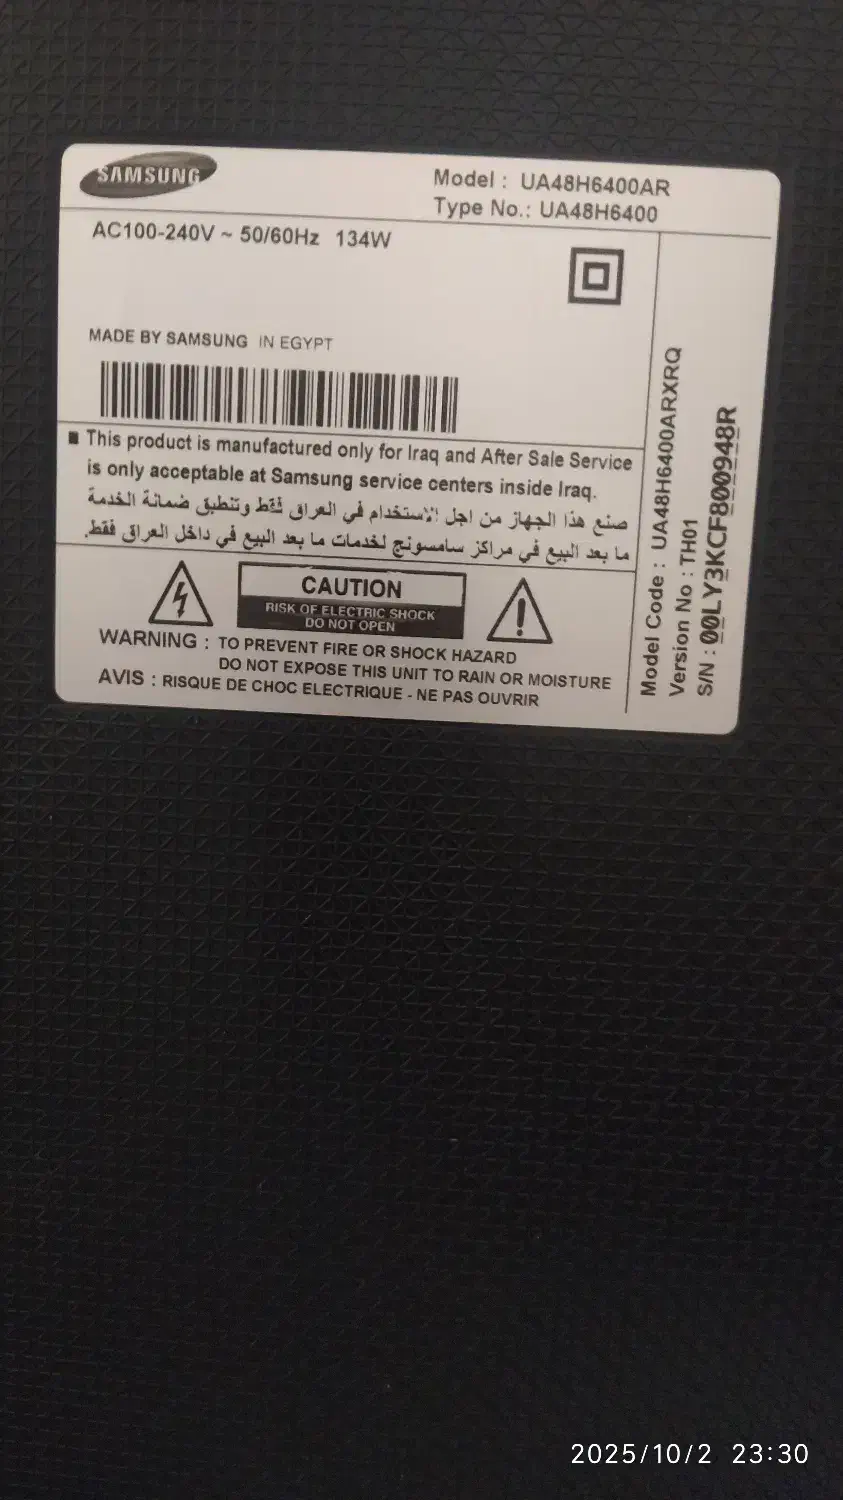 SAMSUNG
Model : UA48H6400AR
Type No.: UA48H6400
AC100-240V ~ 50/60Hz 134W
MADE BY SAMSUNG IN EGYPT
■ This product is manufactured only for Iraq and After Sale Service
is only acceptable at Samsung service centers inside Iraq.
صنع هذا الجهاز من اجل الاستخدام في العراق فقط وتنطبق ضمانة الخدمة
ما بعد البيع في مراكز سامسونج لخدمات ما بعد البيع في داخل العراق فقط.
CAUTION
RISK OF ELECTRIC SHOCK
DO NOT OPEN
WARNING : TO PREVENT FIRE OR SHOCK HAZARD
DO NOT EXPOSE THIS UNIT TO RAIN OR MOISTURE
AVIS : RISQUE DE CHOC ELECTRIQUE - NE PAS OUVRIR
Model Code : UA48H6400ARXRQ
Version No : TH01
S/N : 00LY3KCF800948R
2025/10/2 23:30